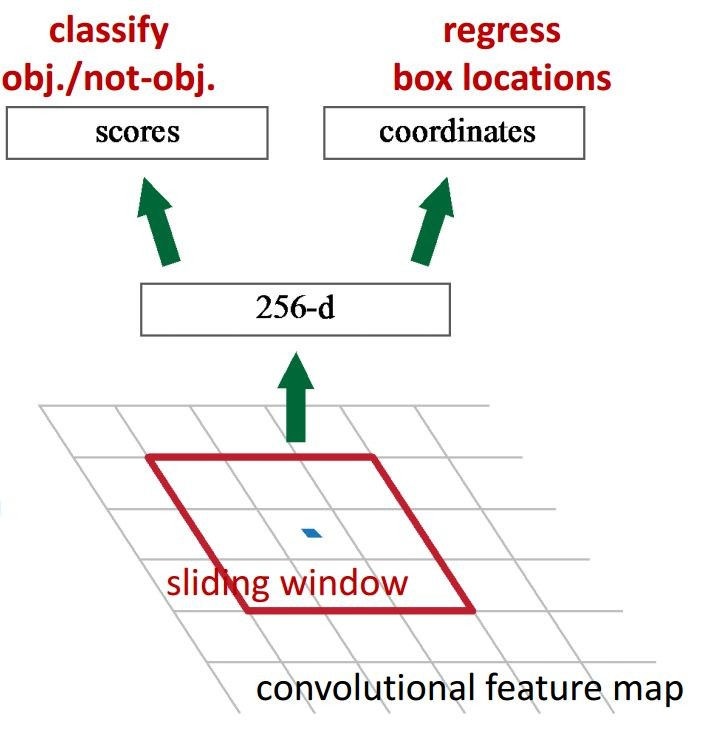 classify
obj./not-obj.
regress
box locations
scores
coordinates
256-d
sliding window
convolutional feature map